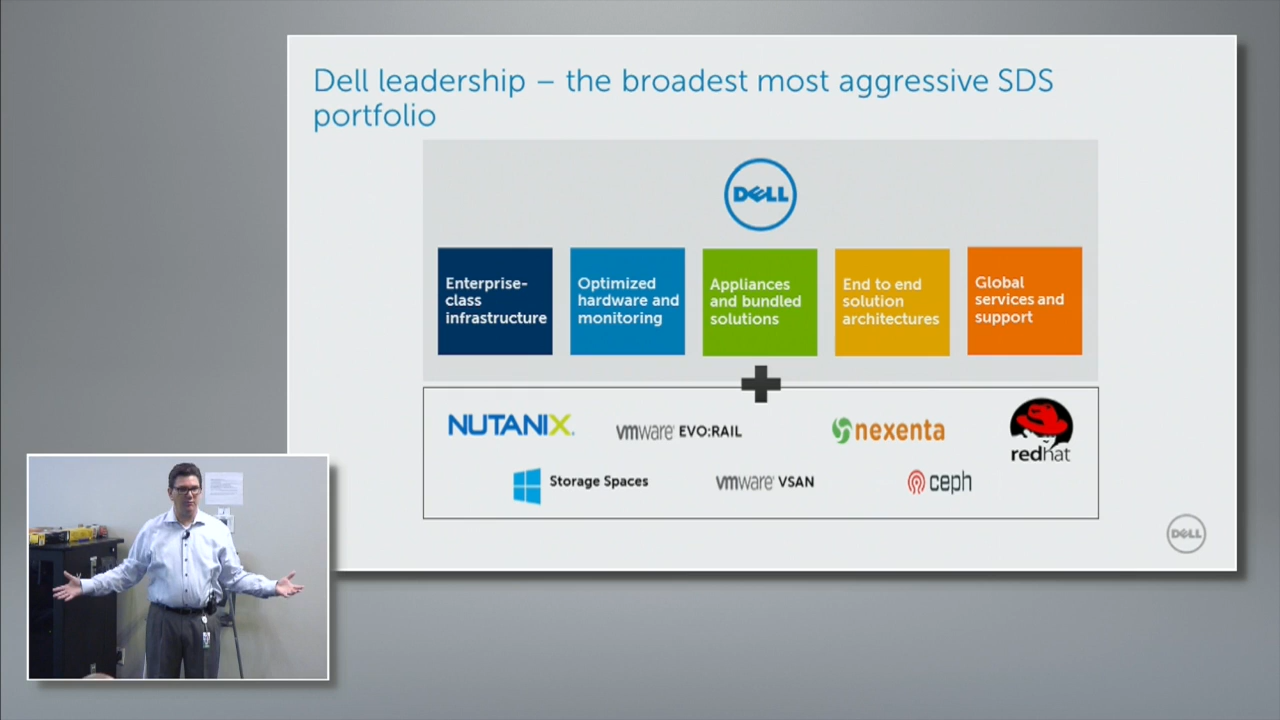 Dell leadership – the broadest most aggressive SDS
portfolio
DELL
Enterprise-
class
infrastructure
Optimized
hardware and
monitoring
Appliances
and bundled
solutions
End to end
solution
architectures
Global
services and
support
NUTANIX
vmware EVO:RAIL
nexenta
redhat
Storage Spaces
vmware VSAN
ceph
DELL